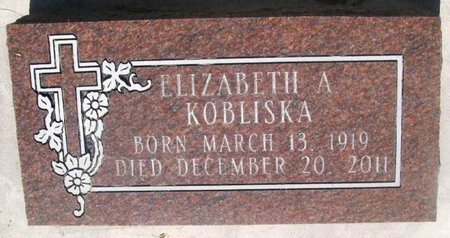 ELIZABETH A
KOBLISKA
BORN MARCH 13, 1919
DIED DECEMBER 20, 2011